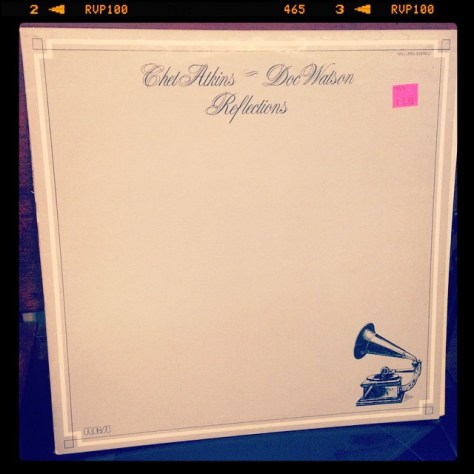 2 ◄ RVP100 465 3 ◄ RVP100
Chet Atkins ~ Doc Watson
Reflections
RCA